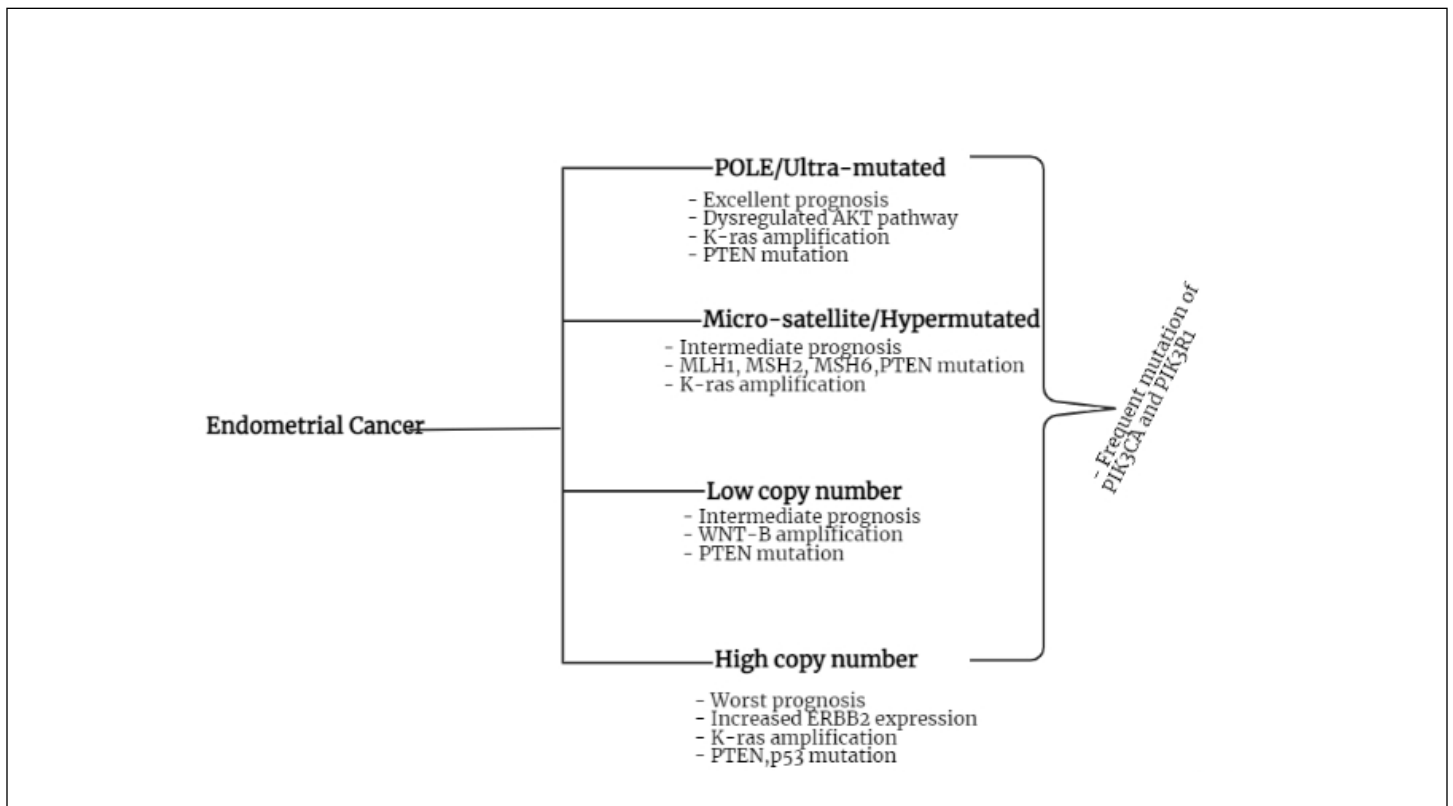 POLE/Ultra-mutated
- Excellent prognosis
- Dysregulated AKT pathway
- K-ras amplification
- PTEN mutation
Micro-satellite/Hypermutated
- Intermediate prognosis
- MLH1, MSH2, MSH6,PTEN mutation
- K-ras amplification
Endometrial Cancer
Low copy number
- Intermediate prognosis
- WNT-B amplification
- PTEN mutation
High copy number
- Worst prognosis
- Increased ERBB2 expression
- K-ras amplification
- PTEN,p53 mutation
- Frequent mutation of
PIK3CA and PIK3R1